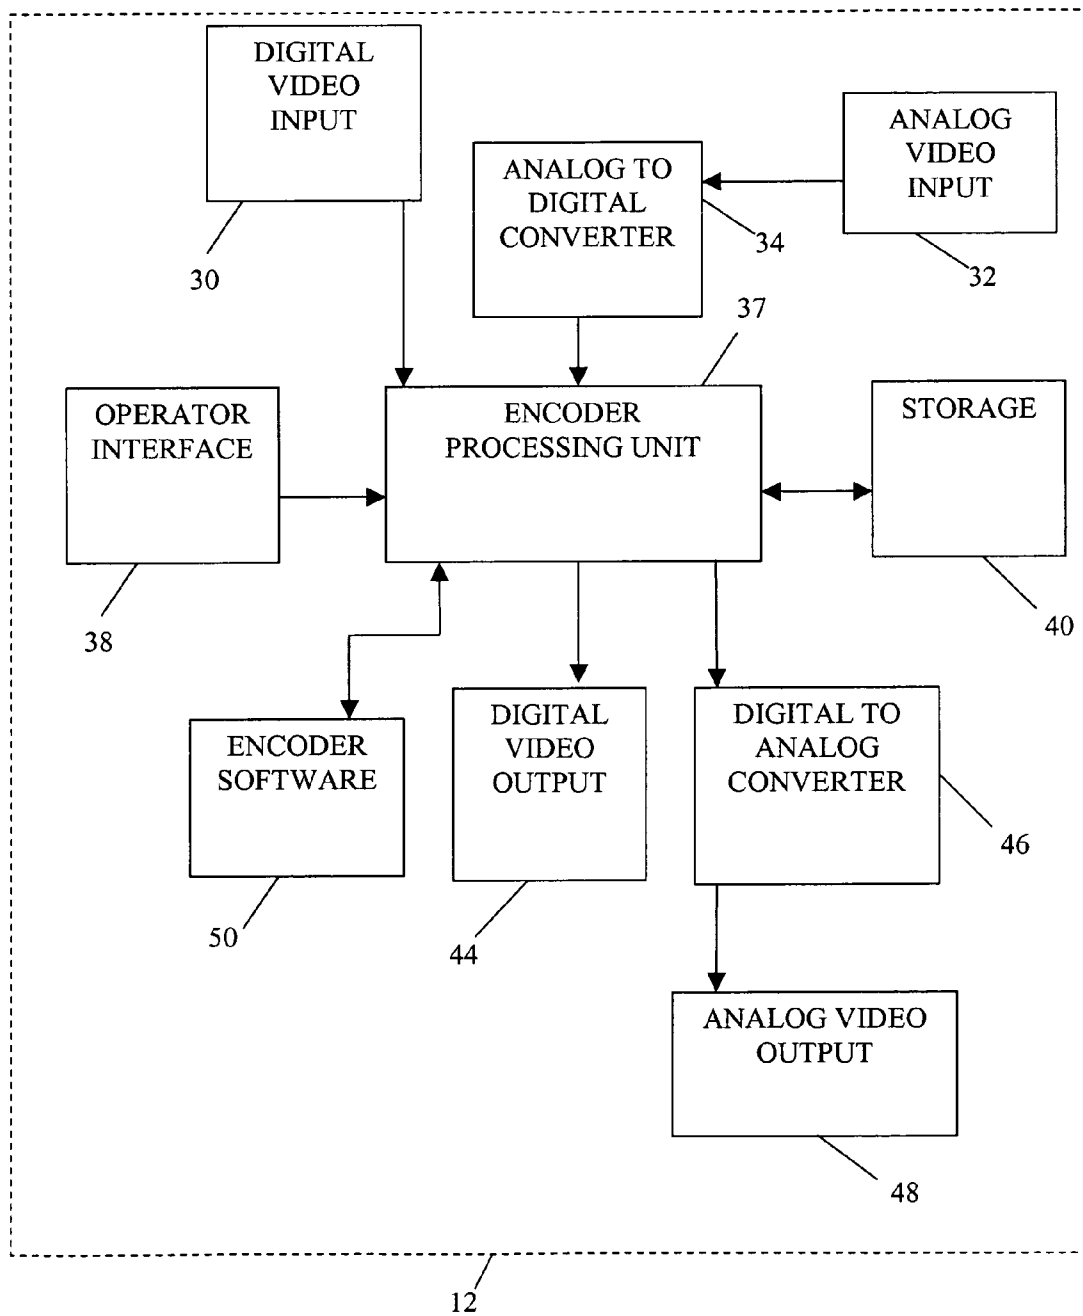 DIGITAL
VIDEO
INPUT
30
ANALOG TO
DIGITAL
CONVERTER
34
ANALOG
VIDEO
INPUT
32
37
OPERATOR
INTERFACE
38
ENCODER
PROCESSING UNIT
STORAGE
40
ENCODER
SOFTWARE
50
DIGITAL
VIDEO
OUTPUT
44
DIGITAL TO
ANALOG
CONVERTER
46
ANALOG VIDEO
OUTPUT
48
12